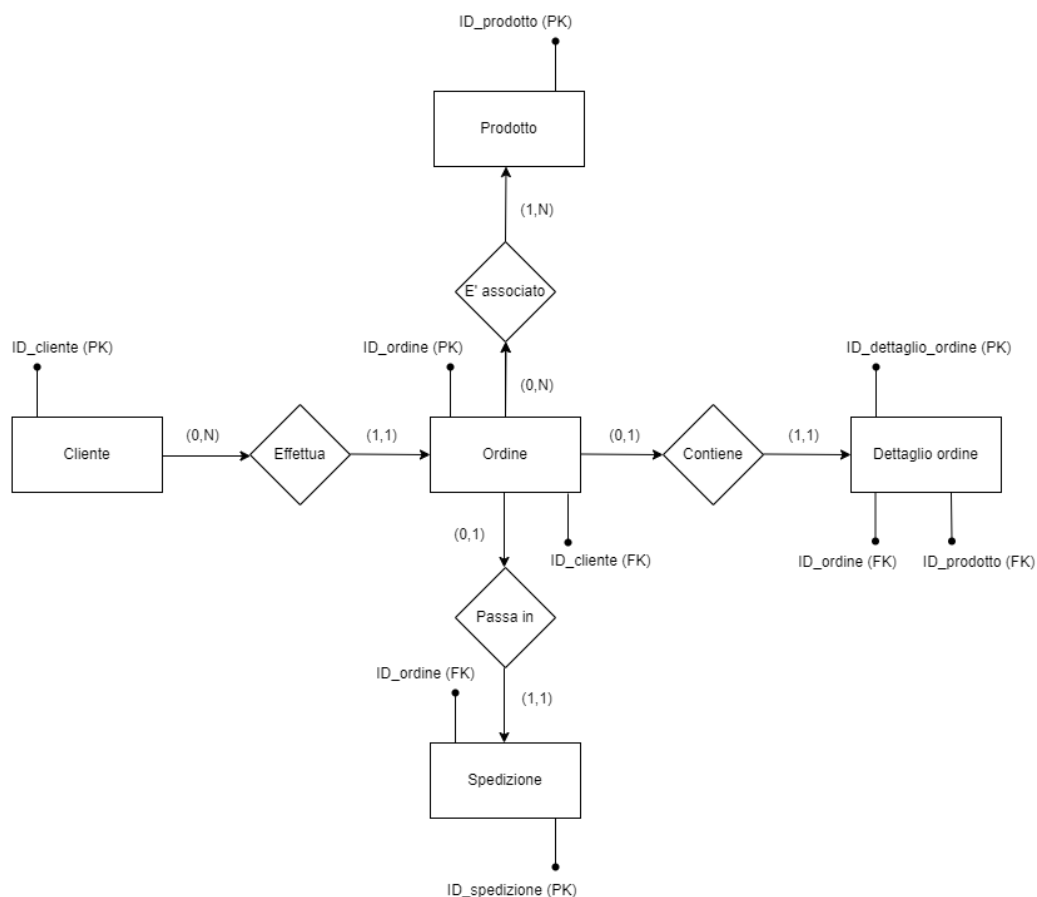 ID_prodotto (PK)
Prodotto
(1,N)
E' associato
ID_cliente (PK)
ID_ordine (PK)
ID_dettaglio_ordine (PK)
(0,N)
(0,N)
(1,1)
(0,1)
(1,1)
Cliente
Effettua
Ordine
Contiene
Dettaglio ordine
(0,1)
ID_cliente (FK)
ID_ordine (FK)
ID_prodotto (FK)
Passa in
ID_ordine (FK)
(1,1)
Spedizione
ID_spedizione (PK)